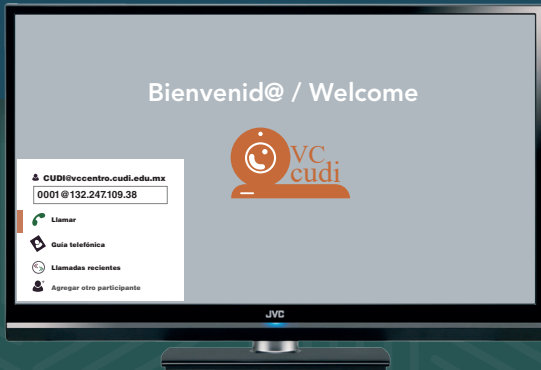 Bienvenid@ / Welcome
VC
cudi
CUDI@vccentro.cudi.edu.mx
0001@132.247.109.38
Llamar
Guía telefónica
Llamadas recientes
Agregar otro participante
JVC